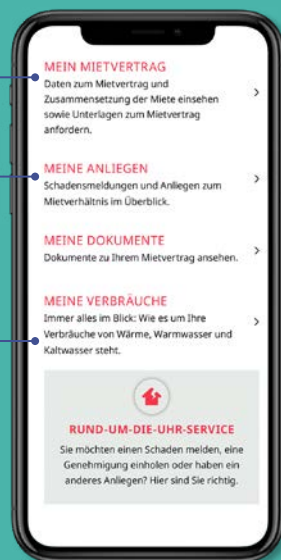 MEIN MIETVERTRAG
Daten zum Mietvertrag und
Zusammensetzung der Miete einsehen
sowie Unterlagen zum Mietvertrag
anfordern.
MEINE ANLIEGEN
Schadensmeldungen und Anliegen zum
Mietverhältnis im Überblick.
MEINE DOKUMENTE
Dokumente zu Ihrem Mietvertrag ansehen.
MEINE VERBRÄUCHE
Immer alles im Blick: Wie es um Ihre
Verbräuche von Wärme, Warmwasser und
Kaltwasser steht.
RUND-UM-DIE-UHR-SERVICE
Sie möchten einen Schaden melden, eine
Genehmigung einholen oder haben ein
anderes Anliegen? Hier sind Sie richtig.